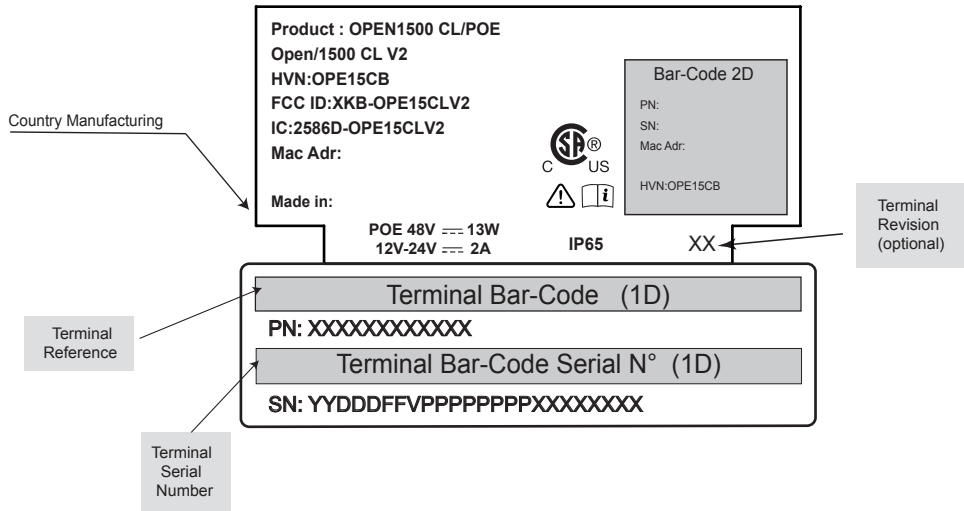 Product : OPEN1500 CL/POE
Open/1500 CL V2
HVN:OPE15CB
FCC ID:XKB-OPE15CLV2
IC:2586D-OPE15CLV2
Mac Adr:
Made in:
Bar-Code 2D
PN:
SN:
Mac Adr:
HVN:OPE15CB
SA ®
C US
i
Country Manufacturing
POE 48V ⎓ 13W
12V-24V ⎓ 2A
IP65
XX
Terminal
Revision
(optional)
Terminal Bar-Code (1D)
PN: XXXXXXXXXXXX
Terminal
Reference
Terminal Bar-Code Serial N° (1D)
SN: YYDDDFFVPPPPPPPPXXXXXXXX
Terminal
Serial
Number